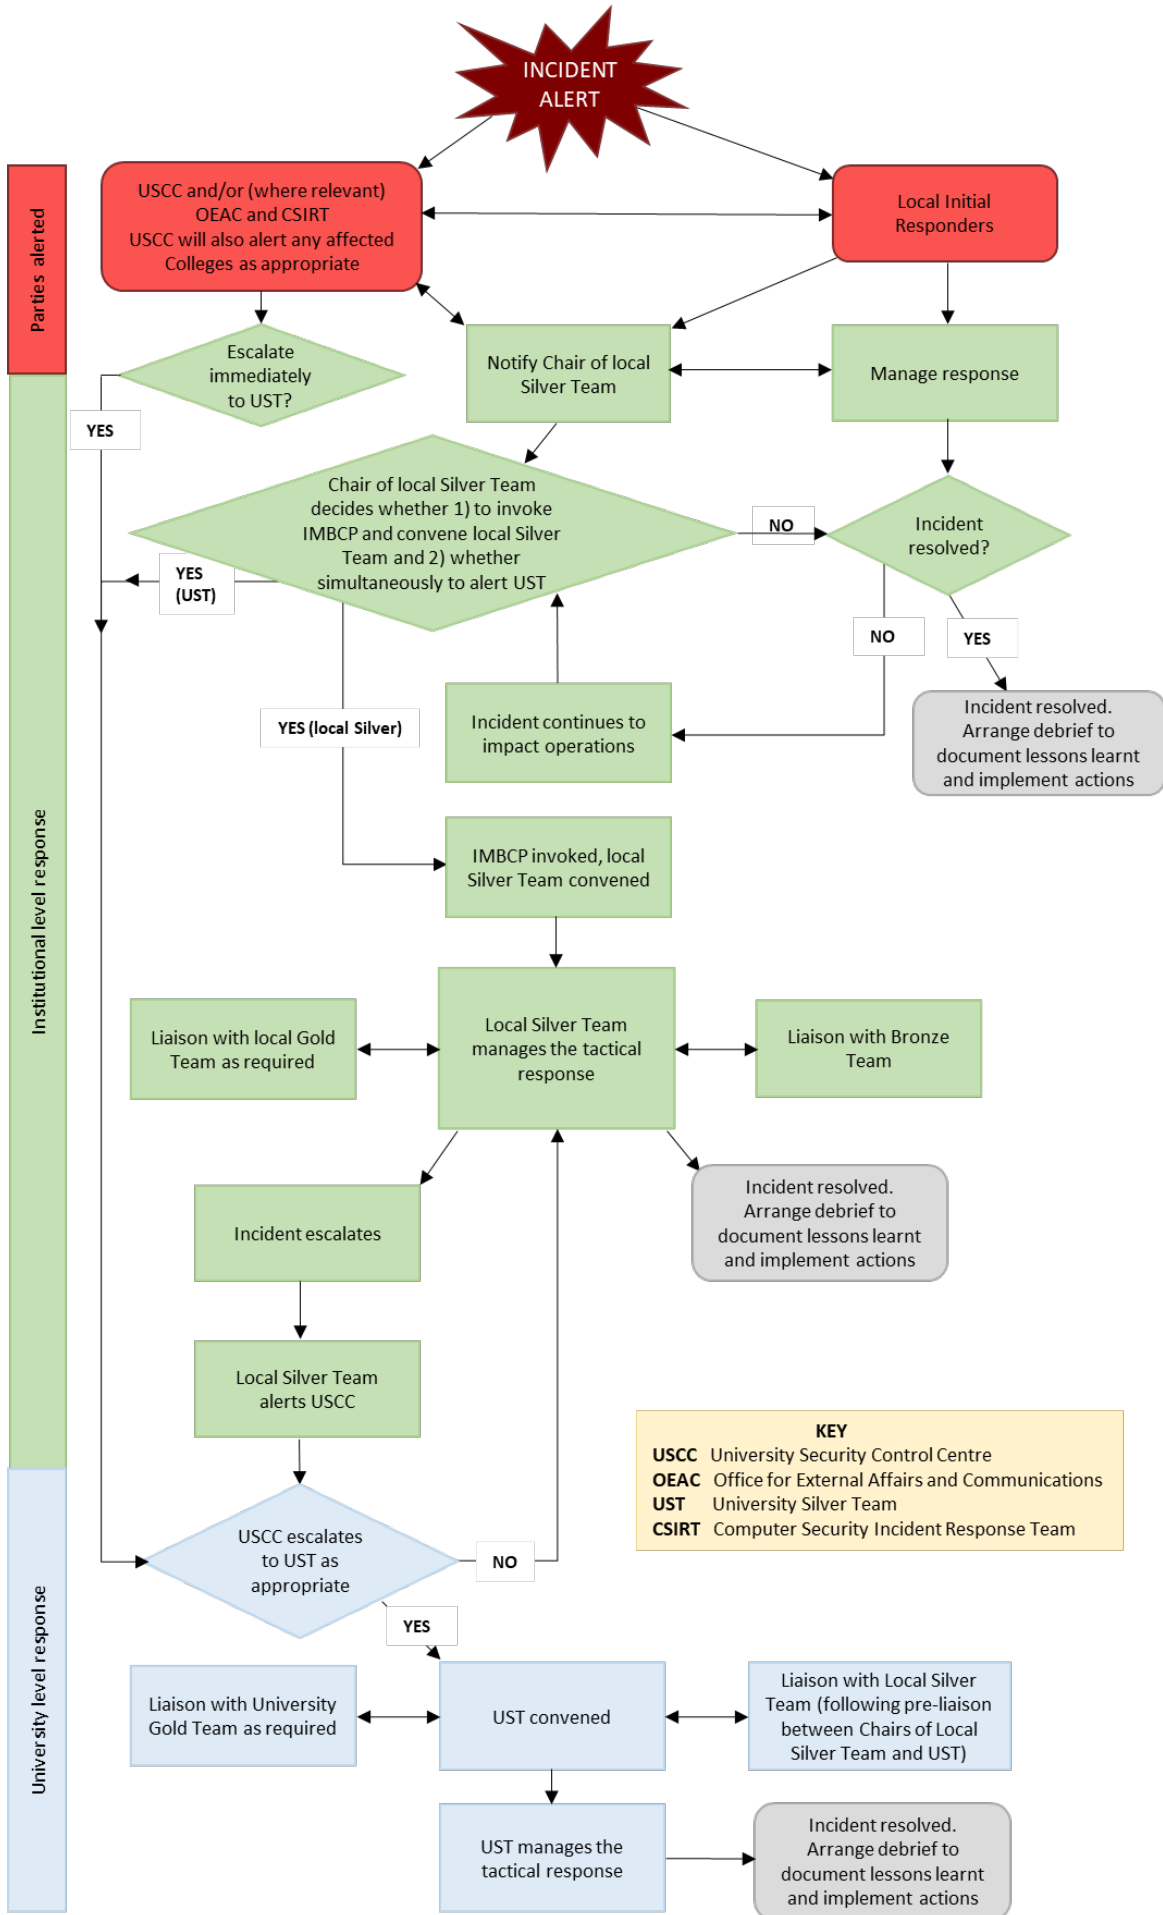 INCIDENT
ALERT
Parties alerted
USCC and/or (where relevant)
OEAC and CSIRT
USCC will also alert any affected
Colleges as appropriate
Local Initial
Responders
Escalate
immediately
to UST?
Notify Chair of local
Silver Team
Manage response
YES
Institutional level response
Chair of local Silver Team
decides whether 1) to invoke
IMBCP and convene local Silver
Team and 2) whether
simultaneously to alert UST
NO
Incident
resolved?
YES
(UST)
NO
YES
YES (local Silver)
Incident continues to
impact operations
Incident resolved.
Arrange debrief to
document lessons learnt
and implement actions
IMBCP invoked, local
Silver Team convened
Liaison with local Gold
Team as required
Local Silver Team
manages the tactical
response
Liaison with Bronze
Team
Incident escalates
Incident resolved.
Arrange debrief to
document lessons learnt
and implement actions
Local Silver Team
alerts USCC
KEY
USCC University Security Control Centre
OEAC Office for External Affairs and Communications
UST University Silver Team
CSIRT Computer Security Incident Response Team
University level response
USCC escalates
to UST as
appropriate
NO
YES
Liaison with University
Gold Team as required
UST convened
Liaison with Local Silver
Team (following pre-liaison
between Chairs of Local
Silver Team and UST)
UST manages the
tactical response
Incident resolved.
Arrange debrief to
document lessons learnt
and implement actions